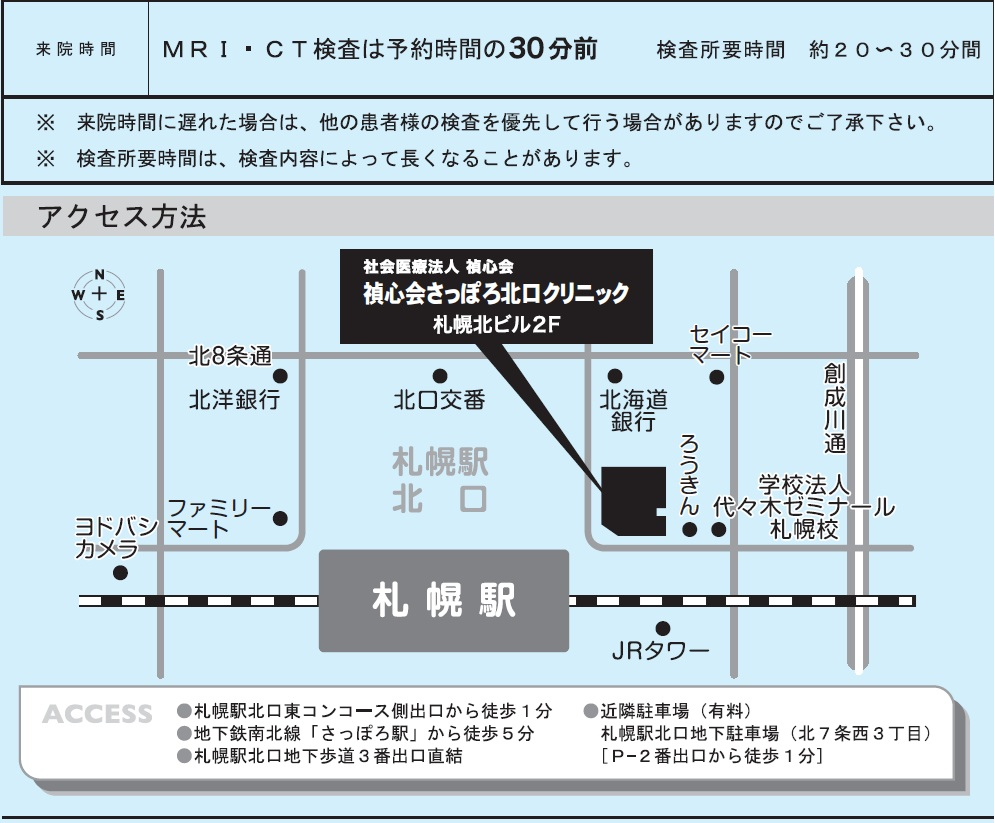 来院時間
ＭＲＩ・ＣＴ検査は予約時間の30分前　検査所要時間　約２０～３０分間
※　来院時間に遅れた場合は、他の患者様の検査を優先して行う場合がありますのでご了承下さい。
※　検査所要時間は、検査内容によって長くなることがあります。
アクセス方法
N
W E
S
社会医療法人 禎心会
禎心会さっぽろ北口クリニック
札幌北ビル2F
北8条通
北洋銀行
北口交番
北海道
銀行
セイコー
マート
創成川通
札幌駅
北　口
ろうきん
学校法人
代々木ゼミナール
札幌校
ファミリー
マート
ヨドバシ
カメラ
札幌駅
JRタワー
ACCESS
●札幌駅北口東コンコース側出口から徒歩１分
●地下鉄南北線「さっぽろ駅」から徒歩５分
●札幌駅北口地下歩道３番出口直結
●近隣駐車場（有料）
札幌駅北口地下駐車場（北７条西３丁目）
［Ｐ−２番出口から徒歩１分］